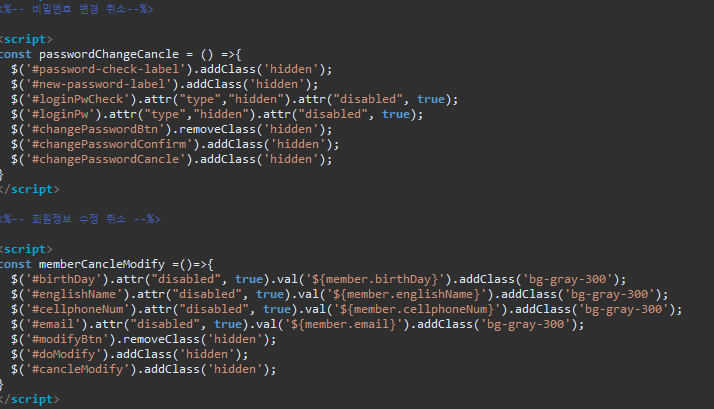 <%-- 비밀번호 변경 취소--%>
<script>
const passwordChangeCancle = () =>{
$('#password-check-label').addClass('hidden');
$('#new-password-label').addClass('hidden');
$('#loginPwCheck').attr("type","hidden").attr("disabled", true);
$('#loginPw').attr("type","hidden").attr("disabled", true);
$('#changePasswordBtn').removeClass('hidden');
$('#changePasswordConfirm').addClass('hidden');
$('#changePasswordCancle').addClass('hidden');
}
</script>
<%-- 회원정보 수정 취소 --%>
<script>
const memberCancleModify =()=>{
$('#birthDay').attr("disabled", true).val('${member.birthDay}').addClass('bg-gray-300');
$('#englishName').attr("disabled", true).val('${member.englishName}').addClass('bg-gray-300');
$('#cellphoneNum').attr("disabled", true).val('${member.cellphoneNum}').addClass('bg-gray-300');
$('#email').attr("disabled", true).val('${member.email}').addClass('bg-gray-300');
$('#modifyBtn').removeClass('hidden');
$('#doModify').addClass('hidden');
$('#cancleModify').addClass('hidden');
}
</script>